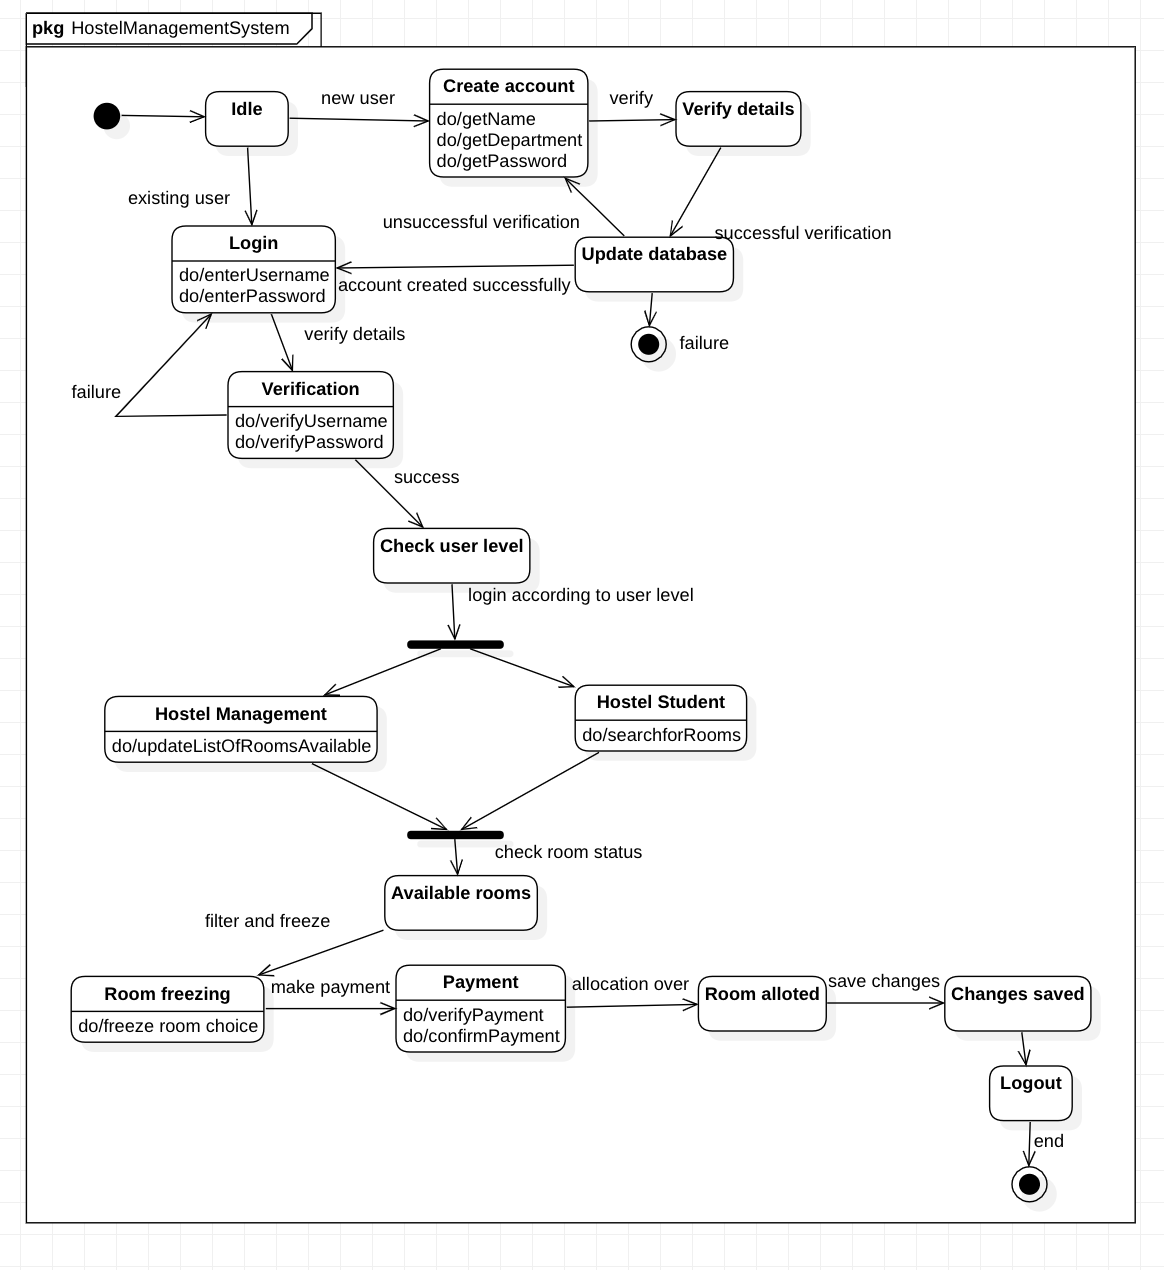 pkg HostelManagementSystem
Idle
new user
Create account
do/getName
do/getDepartment
do/getPassword
verify
Verify details
existing user
unsuccessful verification
successful verification
Login
do/enterUsername
do/enterPassword
Update database
account created successfully
failure
verify details
failure
Verification
do/verifyUsername
do/verifyPassword
success
Check user level
login according to user level
Hostel Management
do/updateListOfRoomsAvailable
Hostel Student
do/searchforRooms
check room status
Available rooms
filter and freeze
Room freezing
do/freeze room choice
make payment
Payment
do/verifyPayment
do/confirmPayment
allocation over
Room alloted
save changes
Changes saved
Logout
end